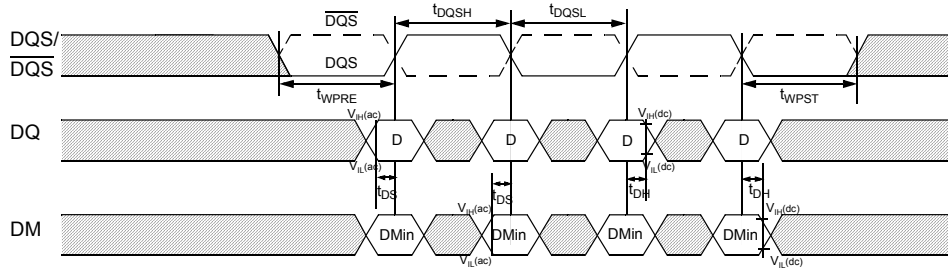 DQS tDQSH tDQSL
DQS/
DQS
DQS
tWPRE tWPST
VIH(ac) VIH(dc)
DQ D D D D
VIL(ac) VIL(dc)
tDS tDS tDH tDH
VIH(ac) VIH(dc)
DM DMin DMin DMin DMin
VIL(ac) VIL(dc)